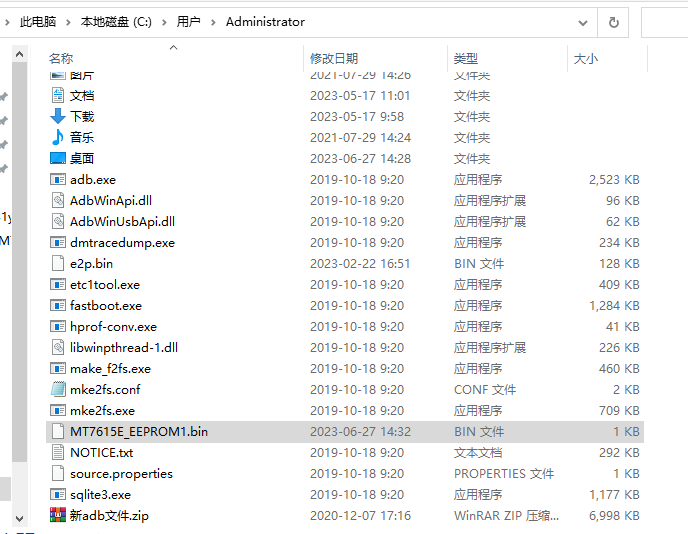 此电脑 › 本地磁盘 (C:) › 用户 › Administrator
名称 修改日期 类型 大小
图片 2021-07-29 14:26 文件夹
文档 2023-05-17 11:01 文件夹
下载 2023-05-17 9:58 文件夹
音乐 2021-07-29 14:24 文件夹
桌面 2023-06-27 14:28 文件夹
adb.exe 2019-10-18 9:20 应用程序 2,523 KB
AdbWinApi.dll 2019-10-18 9:20 应用程序扩展 96 KB
AdbWinUsbApi.dll 2019-10-18 9:20 应用程序扩展 62 KB
dmtracedump.exe 2019-10-18 9:20 应用程序 234 KB
e2p.bin 2023-02-22 16:51 BIN 文件 128 KB
etc1tool.exe 2019-10-18 9:20 应用程序 409 KB
fastboot.exe 2019-10-18 9:20 应用程序 1,284 KB
hprof-conv.exe 2019-10-18 9:20 应用程序 41 KB
libwinpthread-1.dll 2019-10-18 9:20 应用程序扩展 226 KB
make_f2fs.exe 2019-10-18 9:20 应用程序 460 KB
mke2fs.conf 2019-10-18 9:20 CONF 文件 2 KB
mke2fs.exe 2019-10-18 9:20 应用程序 709 KB
MT7615E_EEPROM1.bin 2023-06-27 14:32 BIN 文件 1 KB
NOTICE.txt 2019-10-18 9:20 文本文档 292 KB
source.properties 2019-10-18 9:20 PROPERTIES 文件 1 KB
sqlite3.exe 2019-10-18 9:20 应用程序 1,177 KB
新adb文件.zip 2020-12-07 17:16 WinRAR ZIP 压缩... 6,998 KB